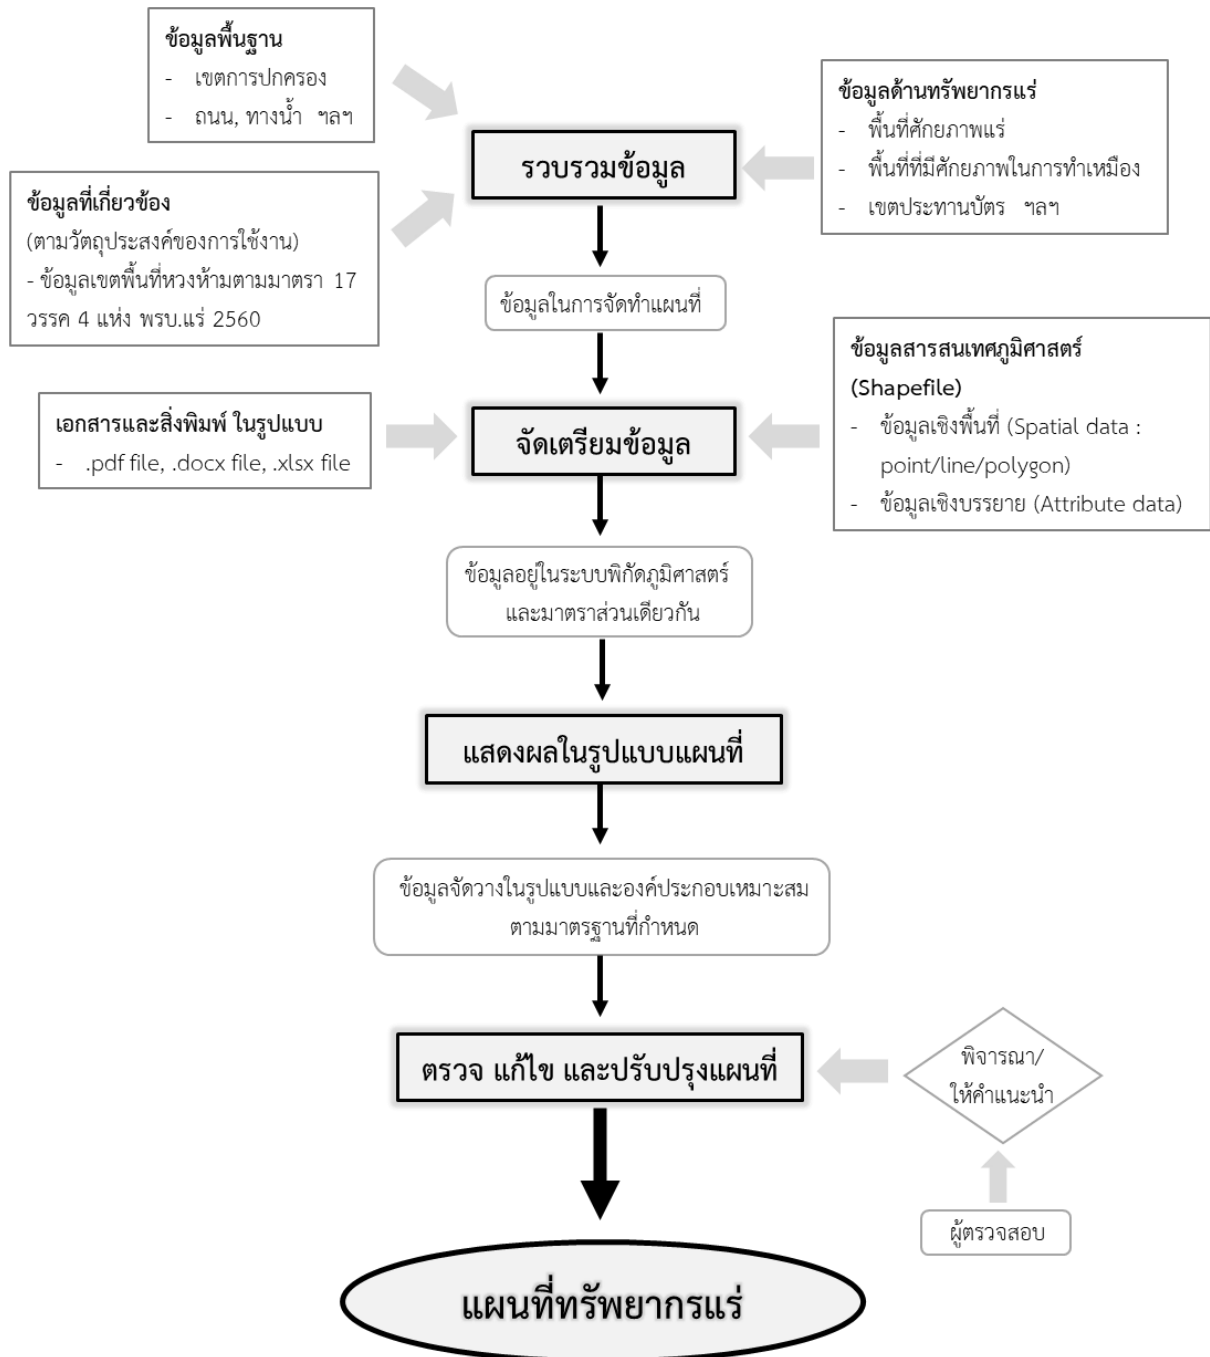 ข้อมูลพื้นฐาน
- เขตการปกครอง
- ถนน, ทางน้ำ ฯลฯ
ข้อมูลด้านทรัพยากรแร่
- พื้นที่ศักยภาพแร่
- พื้นที่ที่มีศักยภาพในการทำเหมือง
- เขตประทานบัตร ฯลฯ
รวบรวมข้อมูล
ข้อมูลที่เกี่ยวข้อง
(ตามวัตถุประสงค์ของการใช้งาน)
- ข้อมูลเขตพื้นที่หวงห้ามตามมาตรา 17
วรรค 4 แห่ง พรบ.แร่ 2560
ข้อมูลในการจัดทำแผนที่
ข้อมูลสารสนเทศภูมิศาสตร์
(Shapefile)
- ข้อมูลเชิงพื้นที่ (Spatial data :
point/line/polygon)
- ข้อมูลเชิงบรรยาย (Attribute data)
เอกสารและสิ่งพิมพ์ ในรูปแบบ
- .pdf file, .docx file, .xlsx file
จัดเตรียมข้อมูล
ข้อมูลอยู่ในระบบพิกัดภูมิศาสตร์
และมาตราส่วนเดียวกัน
แสดงผลในรูปแบบแผนที่
ข้อมูลจัดวางในรูปแบบและองค์ประกอบเหมาะสม
ตามมาตรฐานที่กำหนด
ตรวจ แก้ไข และปรับปรุงแผนที่
พิจารณา/
ให้คำแนะนำ
ผู้ตรวจสอบ
แผนที่ทรัพยากรแร่